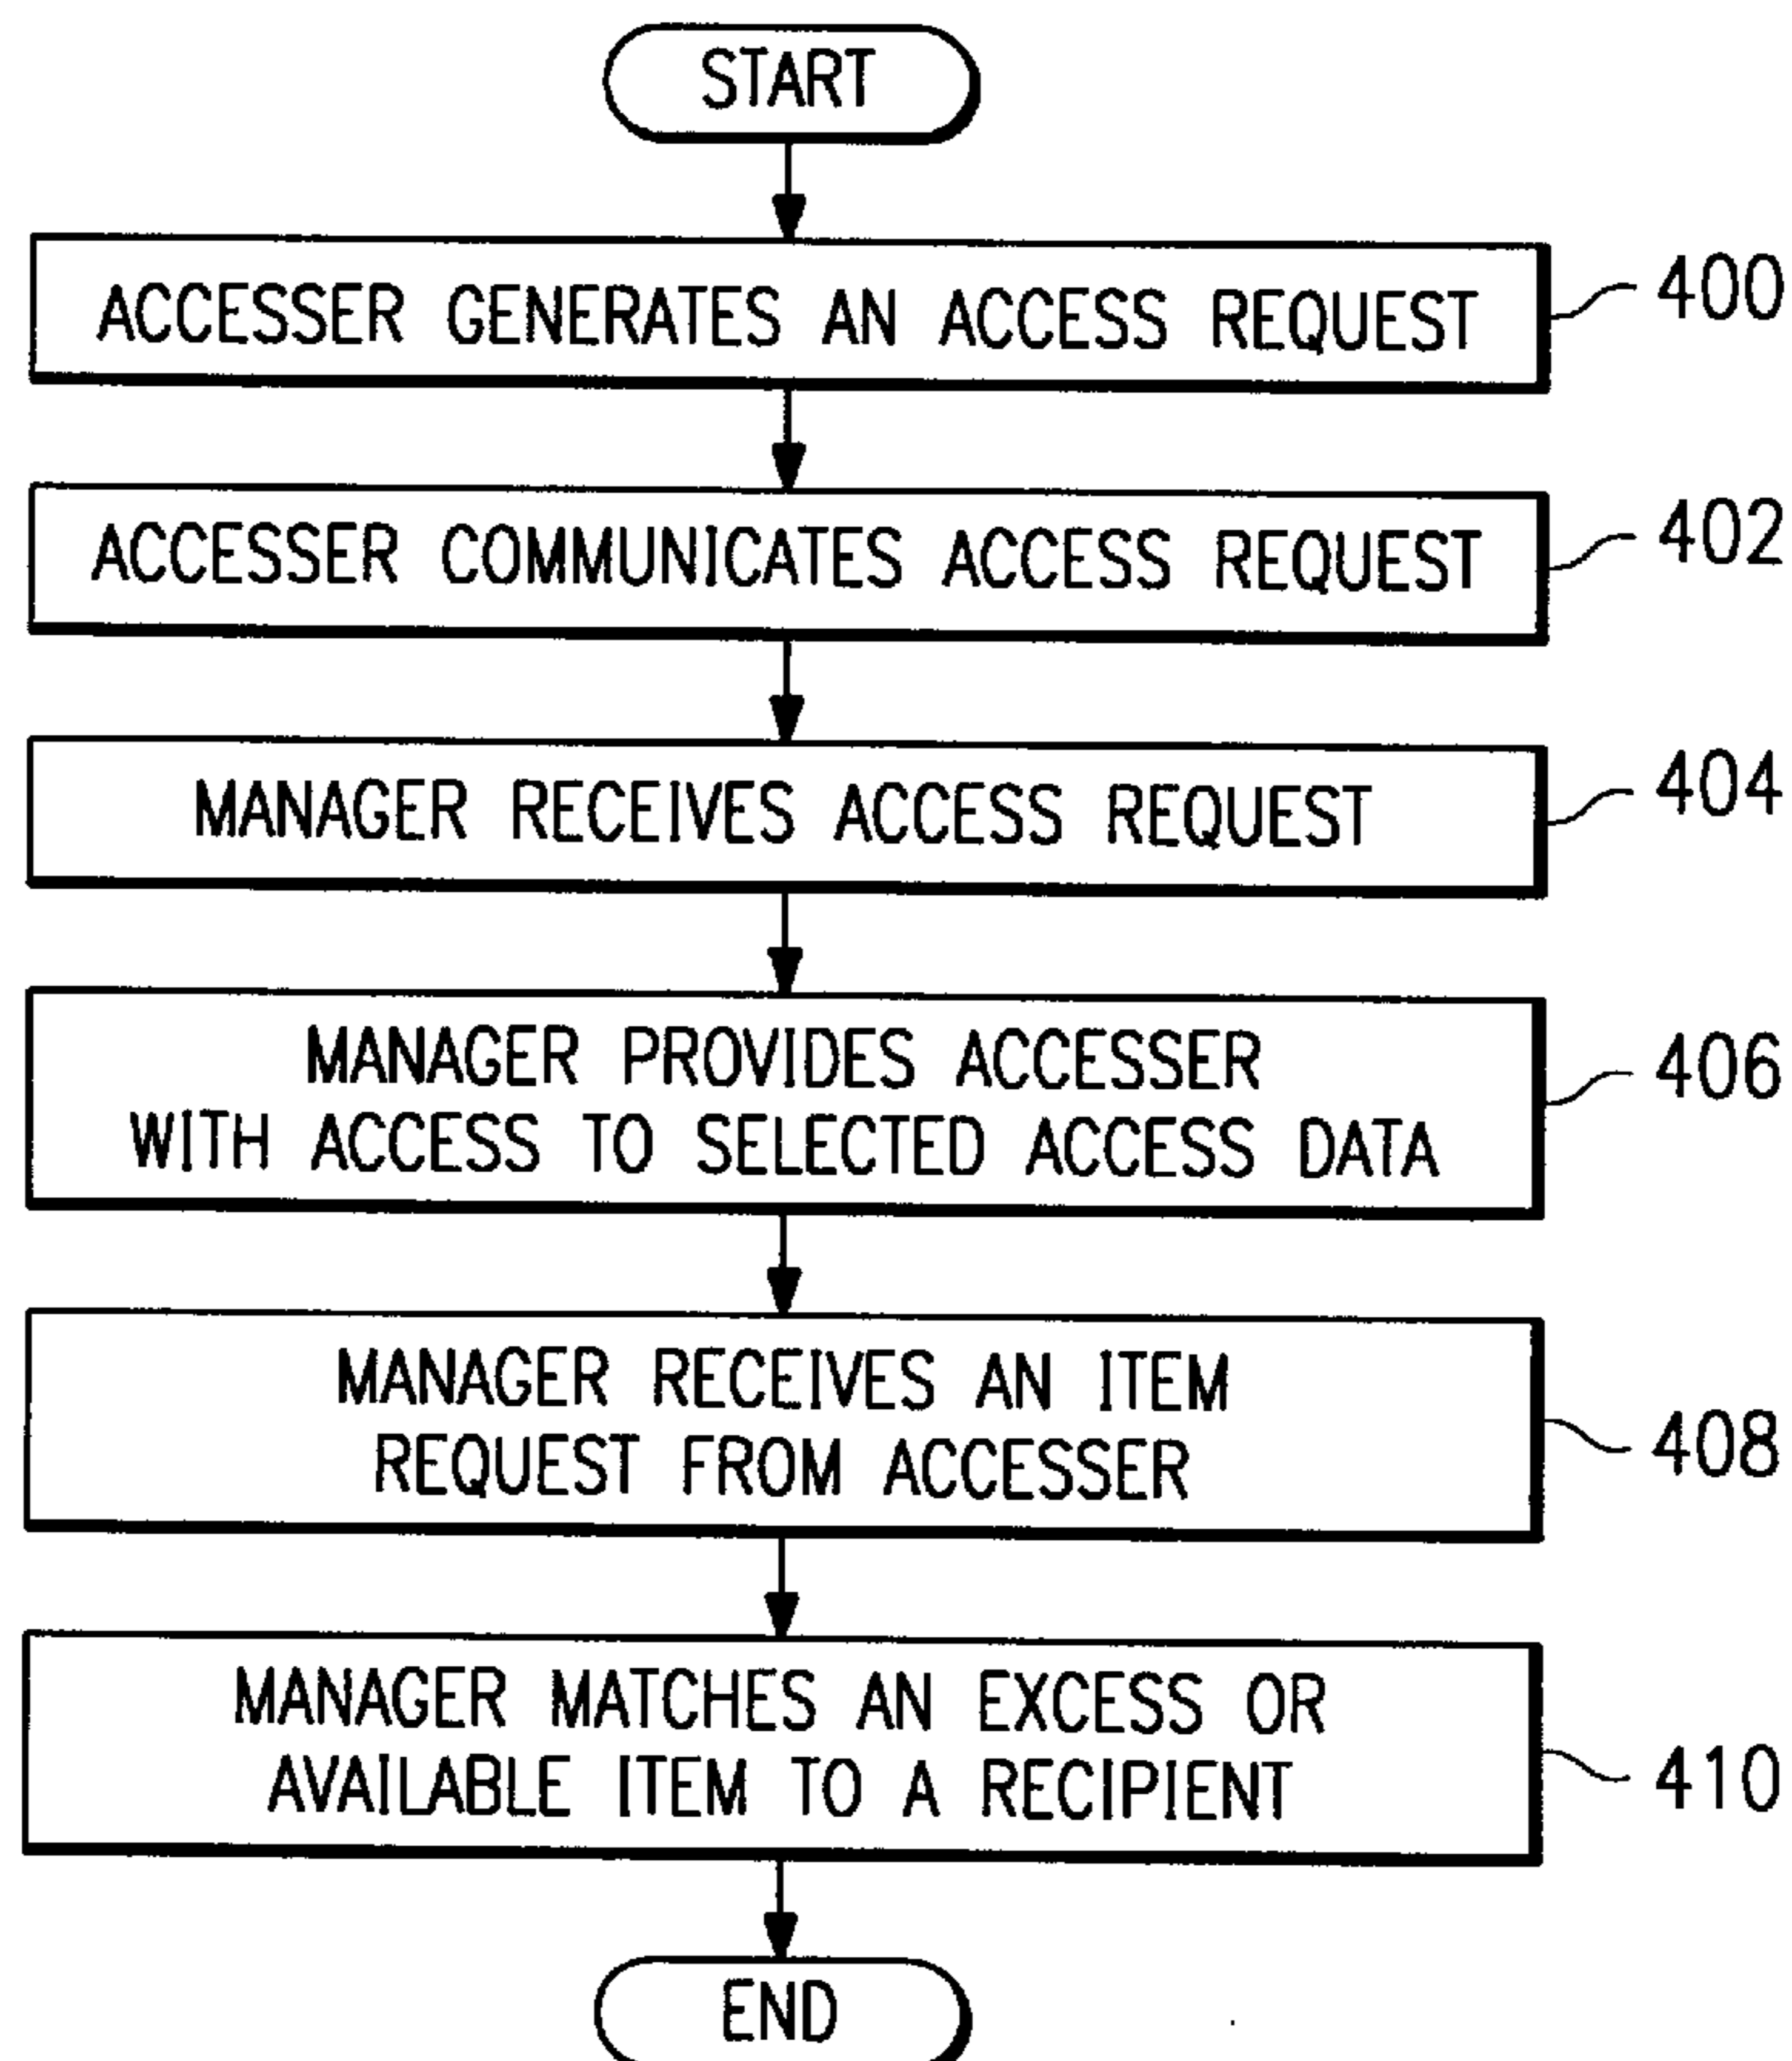 START
ACCESSER GENERATES AN ACCESS REQUEST
400
ACCESSER COMMUNICATES ACCESS REQUEST
402
MANAGER RECEIVES ACCESS REQUEST
404
MANAGER PROVIDES ACCESSER
WITH ACCESS TO SELECTED ACCESS DATA
406
MANAGER RECEIVES AN ITEM
REQUEST FROM ACCESSER
408
MANAGER MATCHES AN EXCESS OR
AVAILABLE ITEM TO A RECIPIENT
410
END